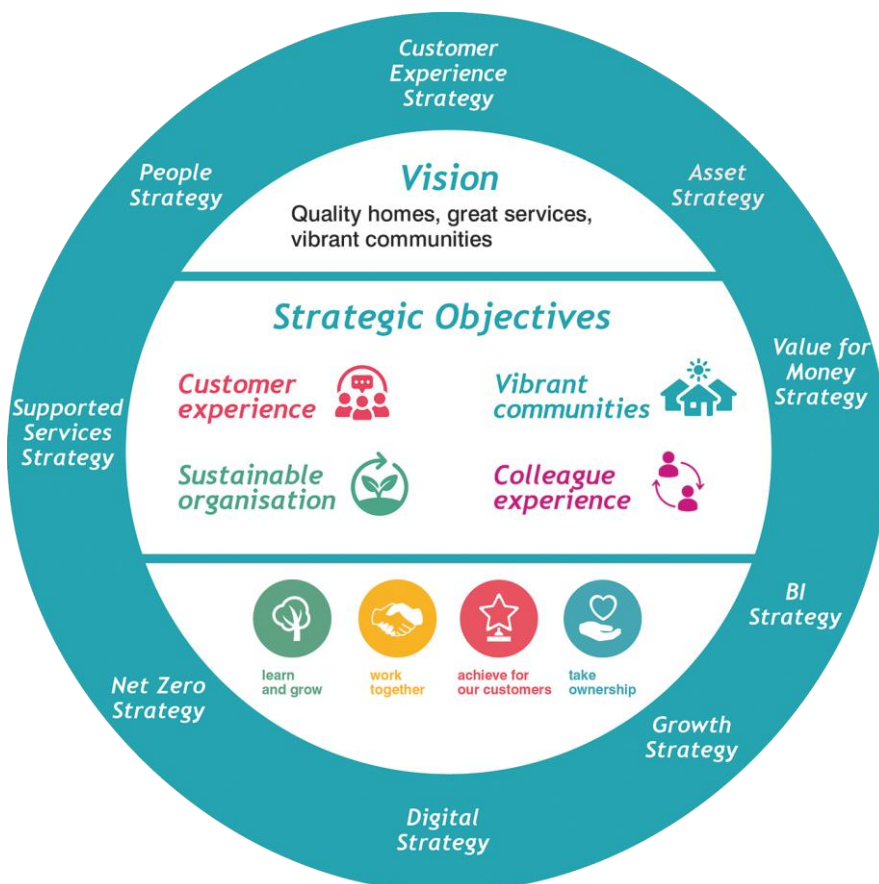 Customer
Experience
Strategy
People
Strategy
Asset
Strategy
Vision
Quality homes, great services,
vibrant communities
Strategic Objectives
Customer
experience
Vibrant
communities
Value for
Money
Strategy
Supported
Services
Strategy
Sustainable
organisation
Colleague
experience
BI
Strategy
learn
and grow
work
together
achieve for
our customers
take
ownership
Net Zero
Strategy
Growth
Strategy
Digital
Strategy